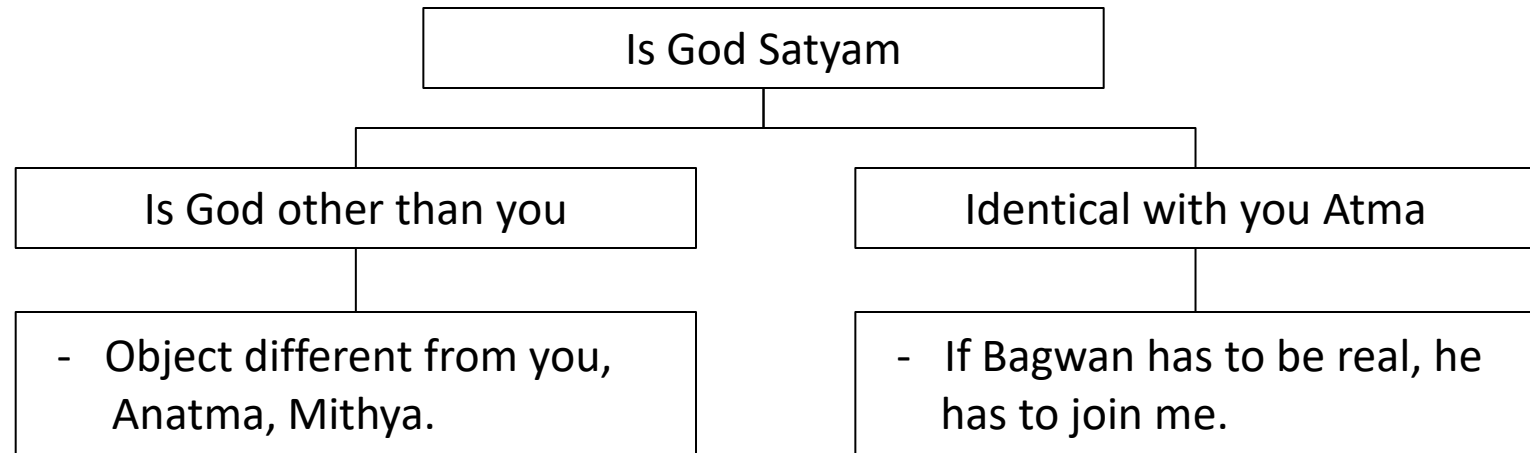 Is God Satyam
Is God other than you
Identical with you Atma
- Object different from you,
Anatma, Mithya.
- If Bagwan has to be real, he
has to join me.